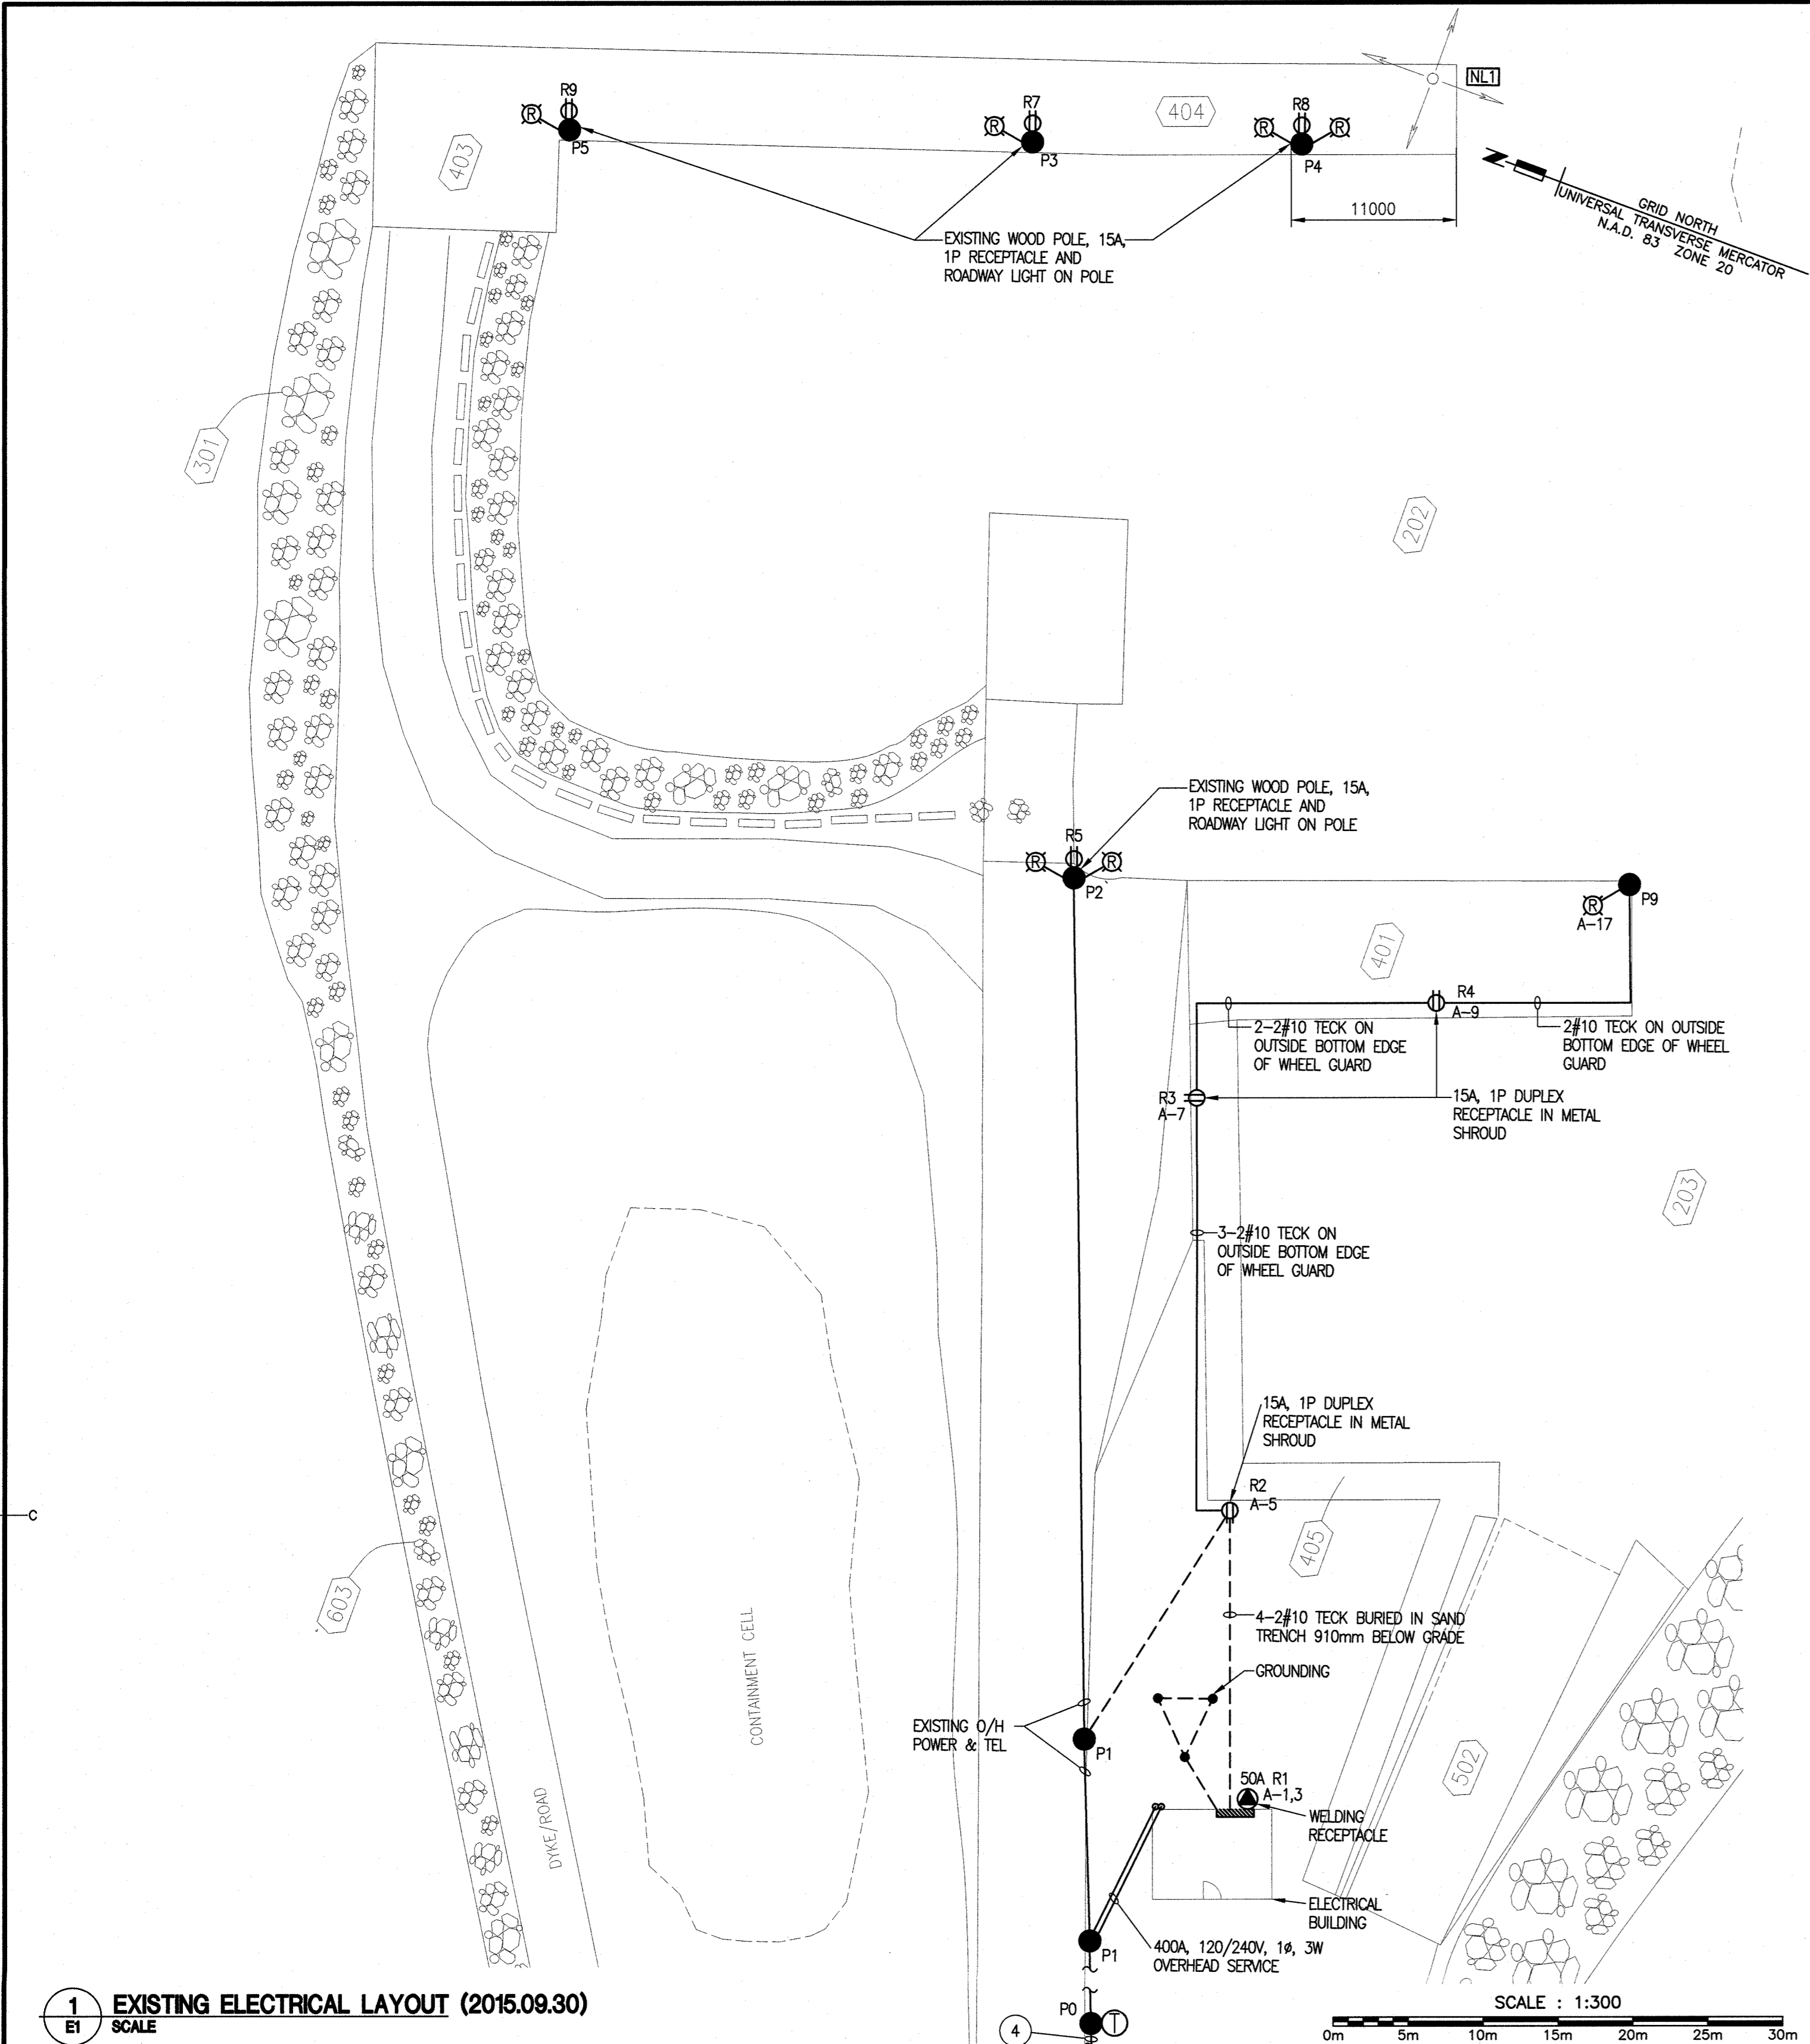 NL1
R9
R7
404
R8
R
R
R
R
P5
P3
P4
403
11000
GRID NORTH
UNIVERSAL TRANSVERSE MERCATOR
N.A.D. 83 ZONE 20
EXISTING WOOD POLE, 15A,
1P RECEPTACLE AND
ROADWAY LIGHT ON POLE
301
202
EXISTING WOOD POLE, 15A,
1P RECEPTACLE AND
ROADWAY LIGHT ON POLE
R5
R
R
P2
P9
R
A-17
401
R4
A-9
2-2#10 TECK ON
OUTSIDE BOTTOM EDGE
OF WHEEL GUARD
2#10 TECK ON OUTSIDE
BOTTOM EDGE OF WHEEL
GUARD
R3
A-7
15A, 1P DUPLEX
RECEPTACLE IN METAL
SHROUD
203
3-2#10 TECK ON
OUTSIDE BOTTOM EDGE
OF WHEEL GUARD
15A, 1P DUPLEX
RECEPTACLE IN METAL
SHROUD
R2
A-5
C
405
603
4-2#10 TECK BURIED IN SAND
TRENCH 910mm BELOW GRADE
CONTAINMENT CELL
GROUNDING
EXISTING O/H
POWER & TEL
P1
502
50A R1
A-1,3
DYKE/ROAD
WELDING
RECEPTACLE
ELECTRICAL
BUILDING
P1
400A, 120/240V, 1ø, 3W
OVERHEAD SERVICE
1
E1
EXISTING ELECTRICAL LAYOUT (2015.09.30)
SCALE
P0
T
4
SCALE : 1:300
0m 5m 10m 15m 20m 25m 30m
N